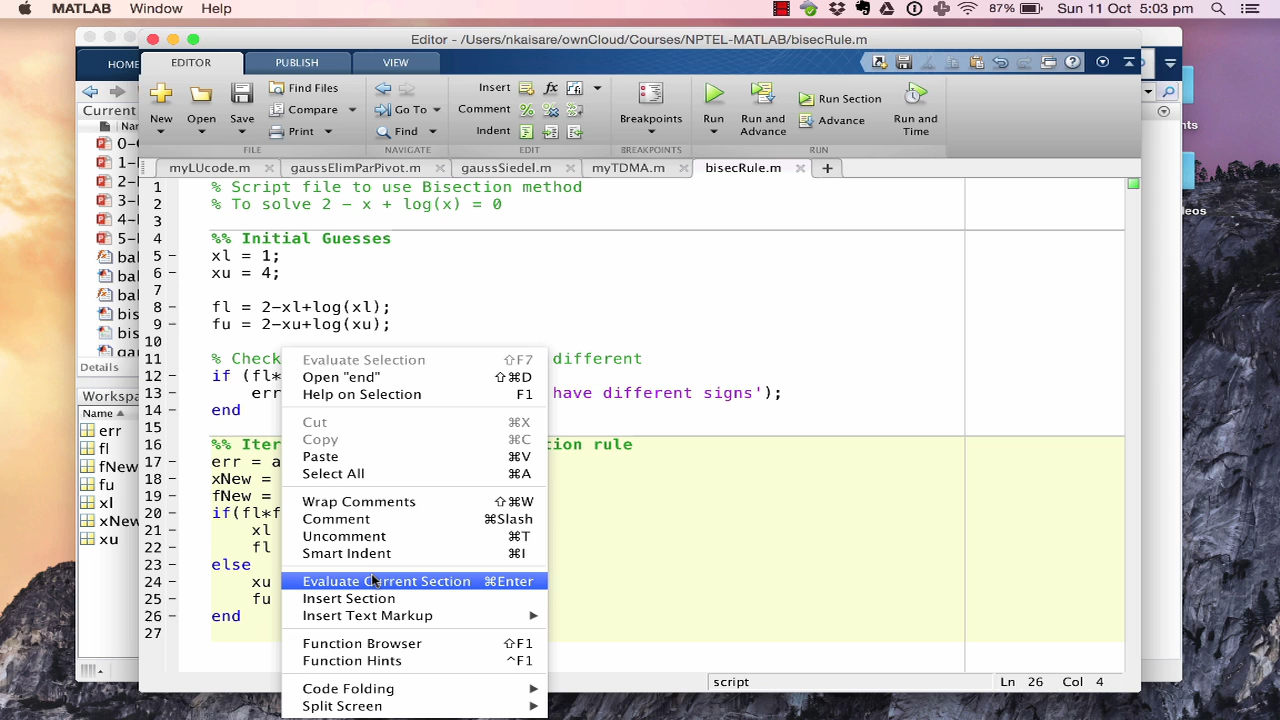 MATLAB Window Help 87% Sun 11 Oct 5:03 pm
Editor - /Users/nkaisare/ownCloud/Courses/NPTEL-MATLAB/bisecRule.m
HOME EDITOR PUBLISH VIEW
New Open Save Find Files Compare Print
Go To Find
Insert fx
Comment
Indent
Breakpoints
Run Run and Advance Run Section Advance Run and Time
FILE NAVIGATE EDIT BREAKPOINTS RUN
myLUcode.m gaussElimParPivot.m gaussSiedel.m myTDMA.m bisecRule.m
Current
Details
Workspa
Name
err
fl
fNew
fu
xl
xNew
xu
1 % Script file to use Bisection method
2 % To solve 2 - x + log(x) = 0
3
4 %% Initial Guesses
5 - xl = 1;
6 - xu = 4;
7
8 - fl = 2-xl+log(xl);
9 - fu = 2-xu+log(xu);
10
11 % Check different
12 - if (fl*
13 - err have different signs');
14 - end
15
16 %% Iter tion rule
17 - err = a
18 - xNew =
19 - fNew =
20 - if(fl*f
21 - xl
22 - fl
23 - else
24 - xu
25 - fu
26 - end
27
Evaluate Selection ⇧F7
Open "end" ⇧⌘D
Help on Selection F1
Cut ⌘X
Copy ⌘C
Paste ⌘V
Select All ⌘A
Wrap Comments ⇧⌘W
Comment ⌘Slash
Uncomment ⌘T
Smart Indent ⌘I
Evaluate Current Section ⌘Enter
Insert Section
Insert Text Markup
Function Browser ⇧F1
Function Hints ^F1
Code Folding
Split Screen
script Ln 26 Col 4